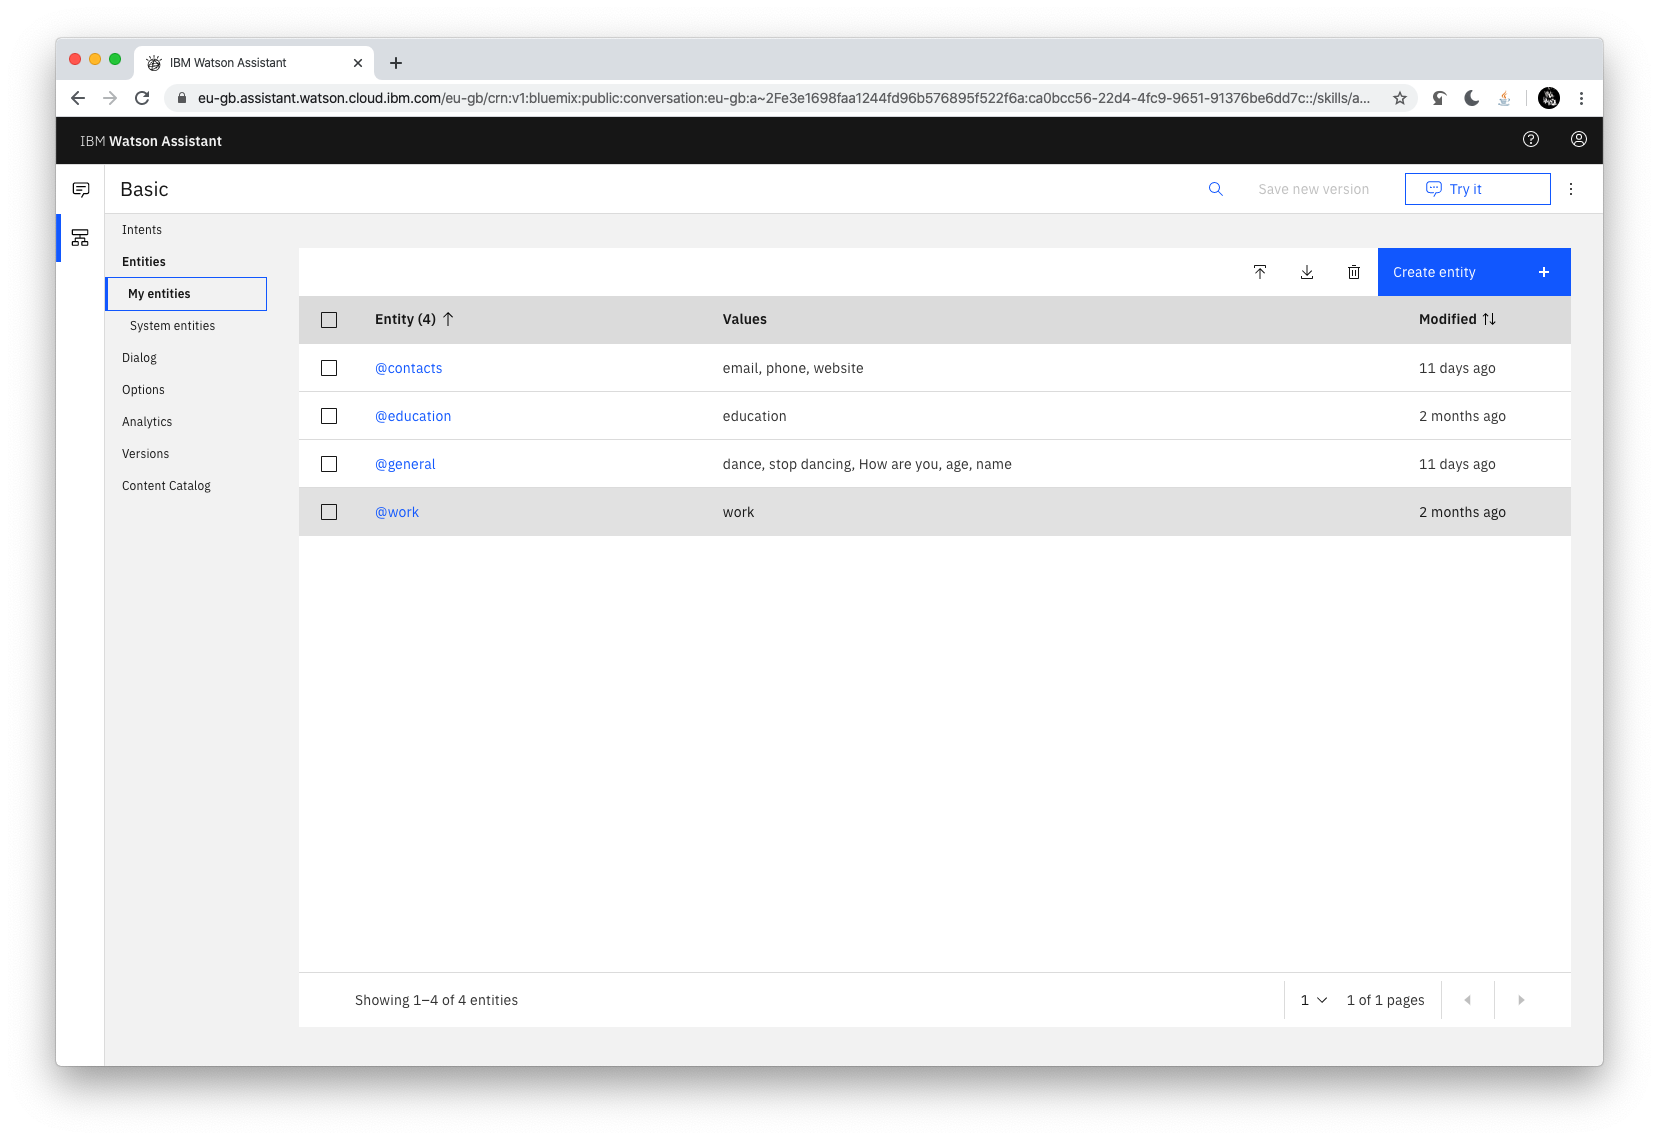 IBM Watson Assistant
eu-gb.assistant.watson.cloud.ibm.com/eu-gb/crn:v1:bluemix:public:conversation:eu-gb:a~2Fe3e1698faa1244fd96b576895f522f6a:ca0bcc56-22d4-4fc9-9651-91376be6dd7c::/skills/a...
IBM Watson Assistant
Basic
Save new version
Try it
Intents
Entities
My entities
System entities
Dialog
Options
Analytics
Versions
Content Catalog
Create entity
Entity (4) Values Modified
@contacts email, phone, website 11 days ago
@education education 2 months ago
@general dance, stop dancing, How are you, age, name 11 days ago
@work work 2 months ago
Showing 1–4 of 4 entities
1
1 of 1 pages